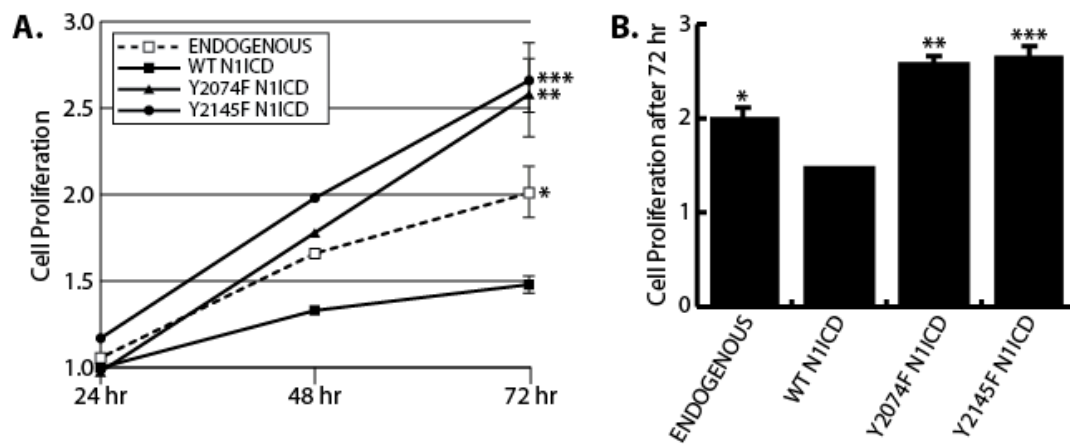 A.
3.0
2.5
2.0
1.5
1.0
Cell Proliferation
ENDOGENOUS
WT N1ICD
Y2074F N1ICD
Y2145F N1ICD
***
**
*
24 hr
48 hr
72 hr
B.
3
2
1
0
Cell Proliferation after 72 hr
*
**
***
ENDOGENOUS
WT N1ICD
Y2074F N1ICD
Y2145F N1ICD